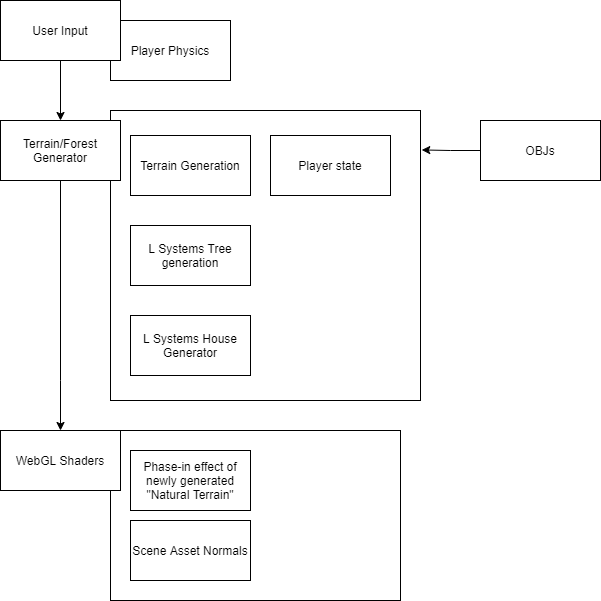 User Input
Player Physics
Terrain/Forest
Generator
Terrain Generation
Player state
OBJs
L Systems Tree
generation
L Systems House
Generator
WebGL Shaders
Phase-in effect of
newly generated
"Natural Terrain"
Scene Asset Normals